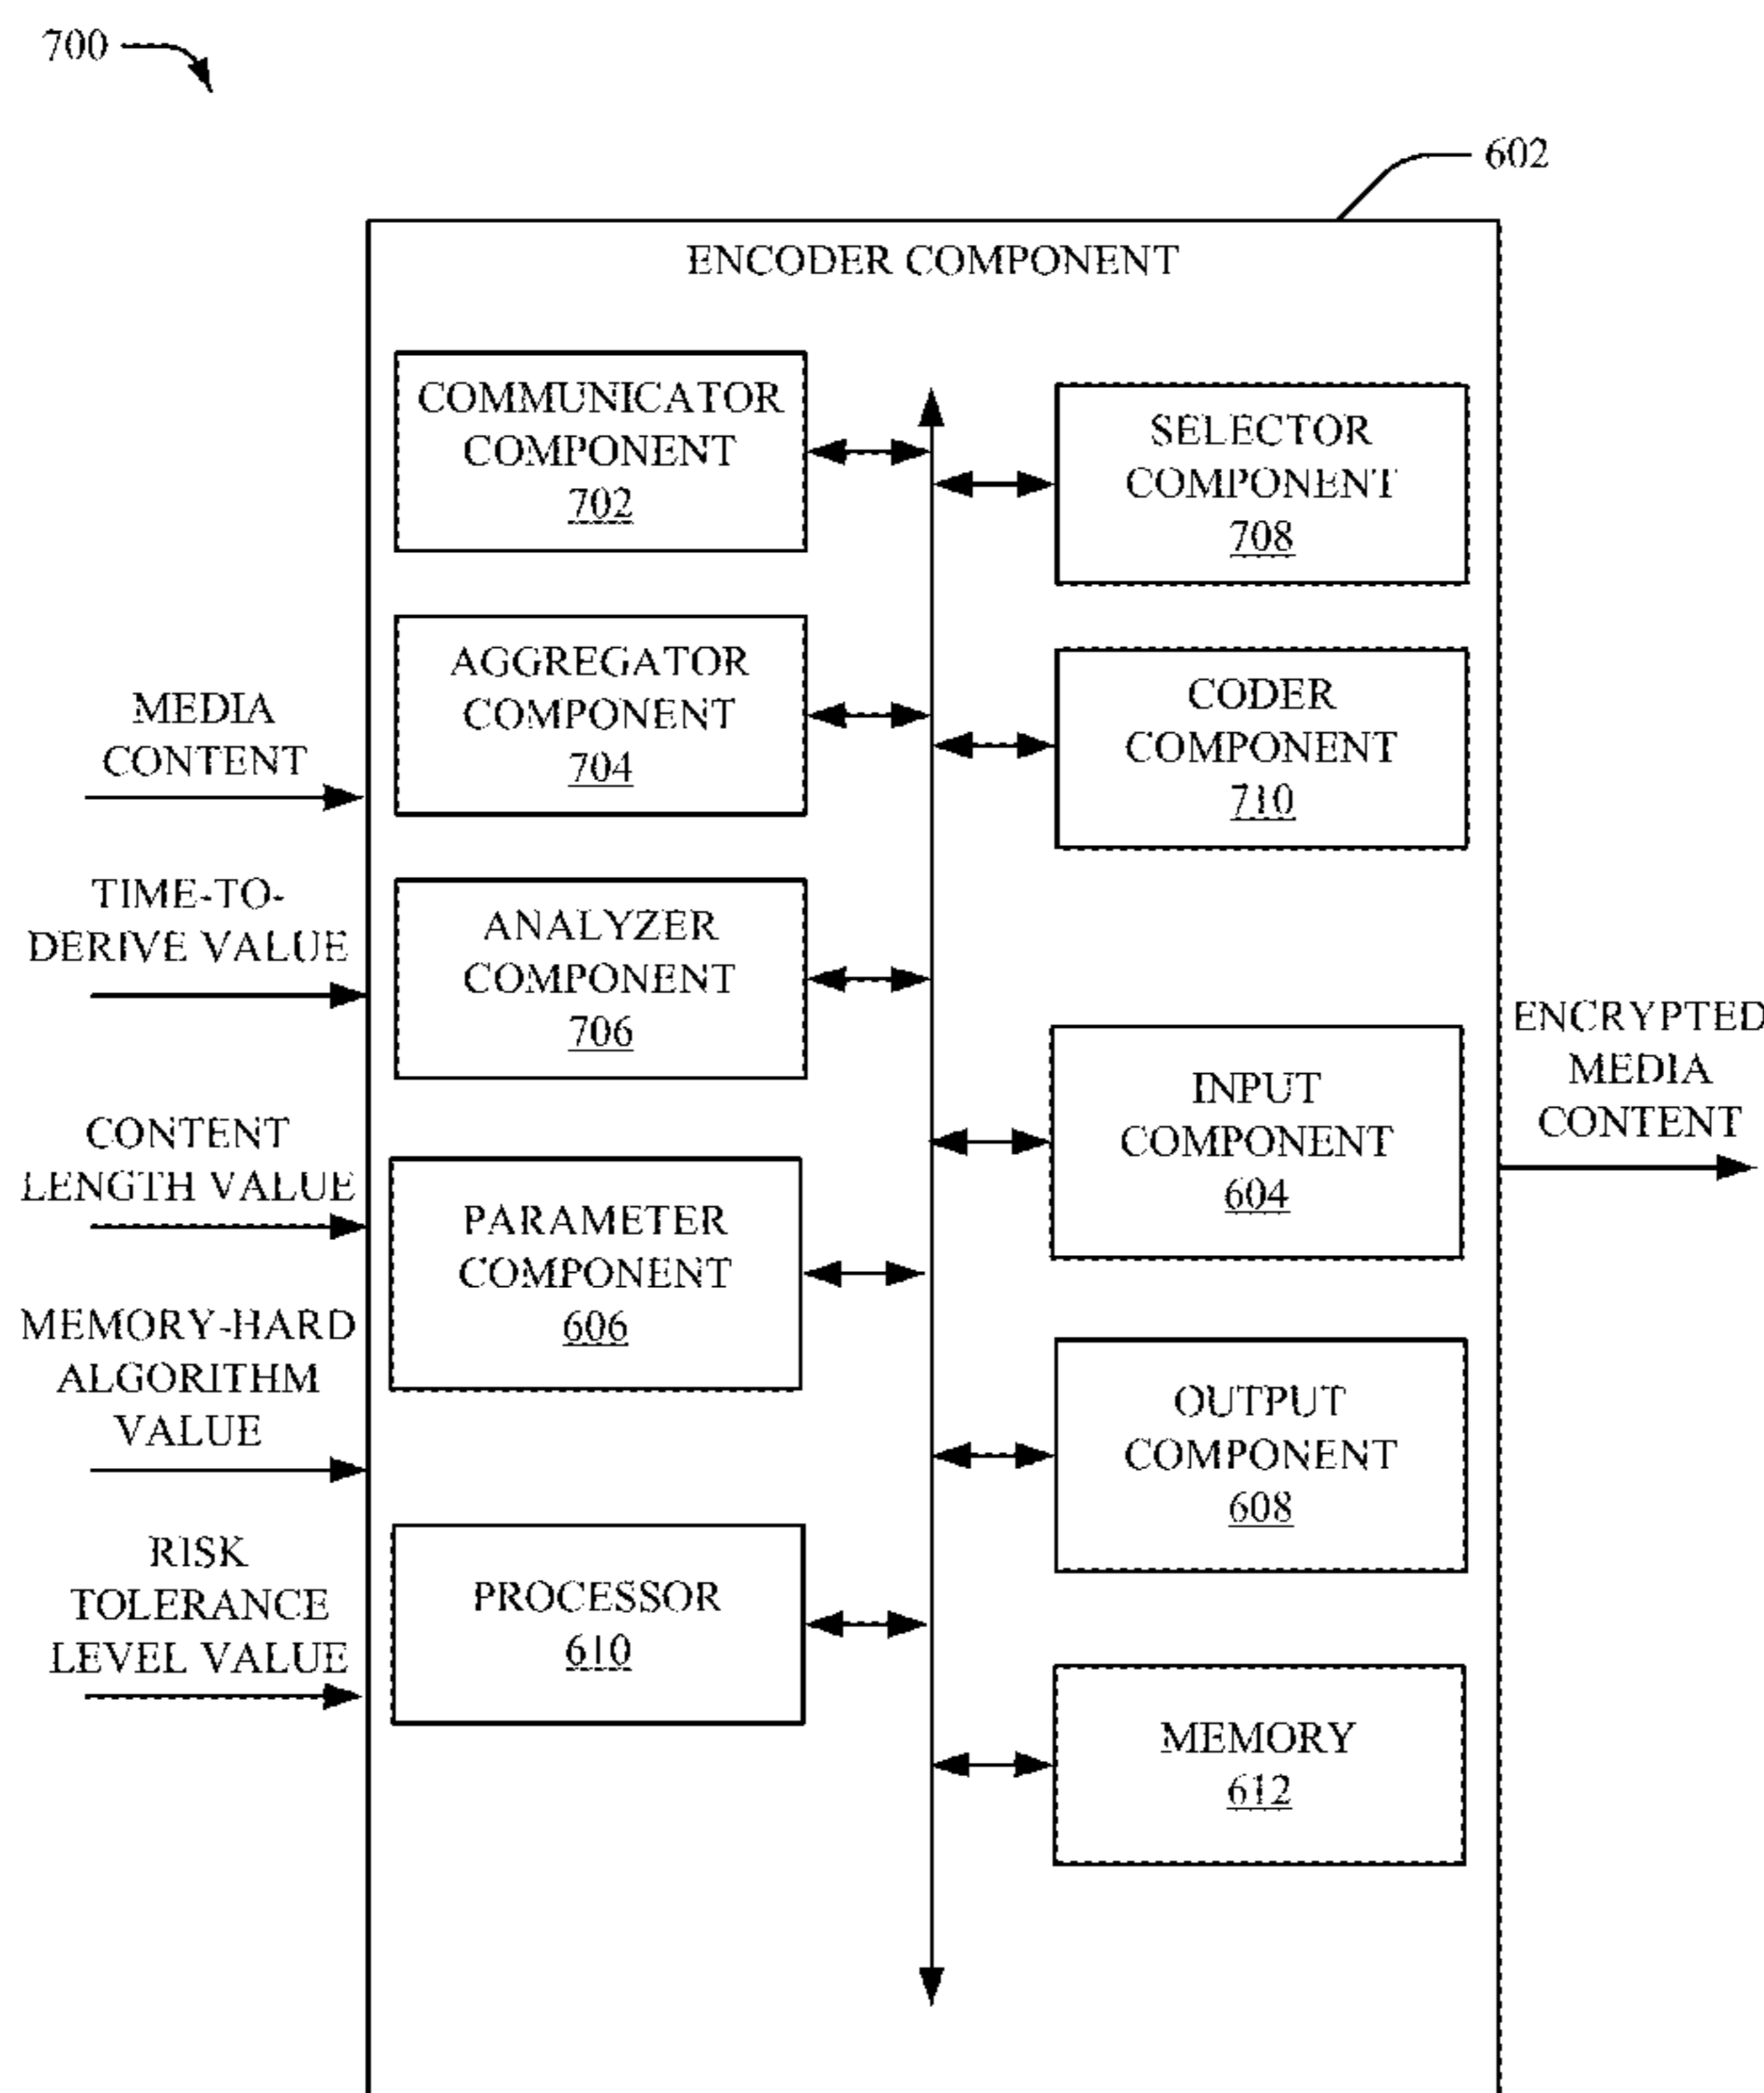 700
602
ENCODER COMPONENT
COMMUNICATOR
COMPONENT
702
SELECTOR
COMPONENT
708
AGGREGATOR
COMPONENT
704
CODER
COMPONENT
710
MEDIA
CONTENT
TIME-TO-
DERIVE VALUE
ANALYZER
COMPONENT
706
INPUT
COMPONENT
604
ENCRYPTED
MEDIA
CONTENT
CONTENT
LENGTH VALUE
PARAMETER
COMPONENT
606
MEMORY-HARD
ALGORITHM
VALUE
OUTPUT
COMPONENT
608
RISK
TOLERANCE
LEVEL VALUE
PROCESSOR
610
MEMORY
612